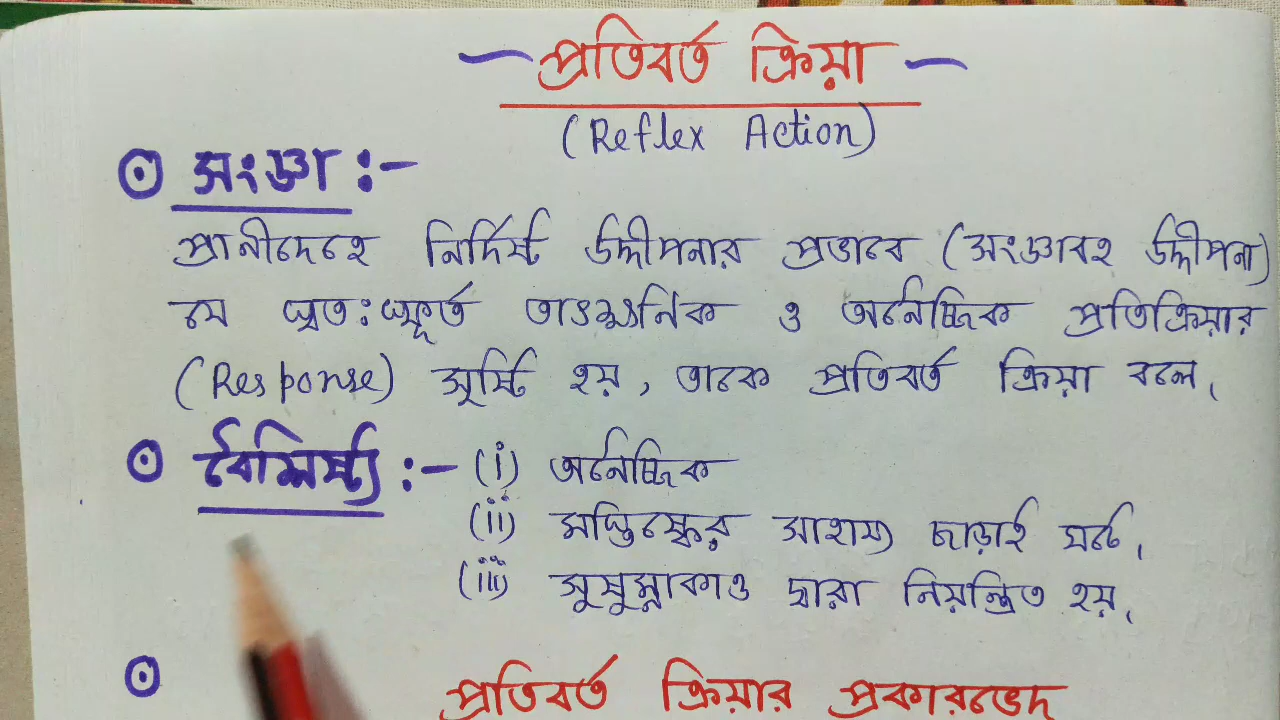 প্রতিবর্ত ক্রিয়া
(Reflex Action)
সংজ্ঞা :-
প্রানীদেহে নির্দিষ্ট উদ্দীপনার প্রভাবে (সংজ্ঞাবহ উদ্দীপনা)
যে স্বতঃস্ফূর্ত তাৎক্ষনিক ও অনৈচ্ছিক প্রতিক্রিয়ার
(Response) সৃষ্টি হয়, তাকে প্রতিবর্ত ক্রিয়া বলে।
বৈশিষ্ট্য :- (i) অনৈচ্ছিক
(ii) মস্তিষ্কের সাহায্য ছাড়াই ঘটে।
(iii) সুষুম্নাকাণ্ড দ্বারা নিয়ন্ত্রিত হয়।
প্রতিবর্ত ক্রিয়ার প্রকারভেদ